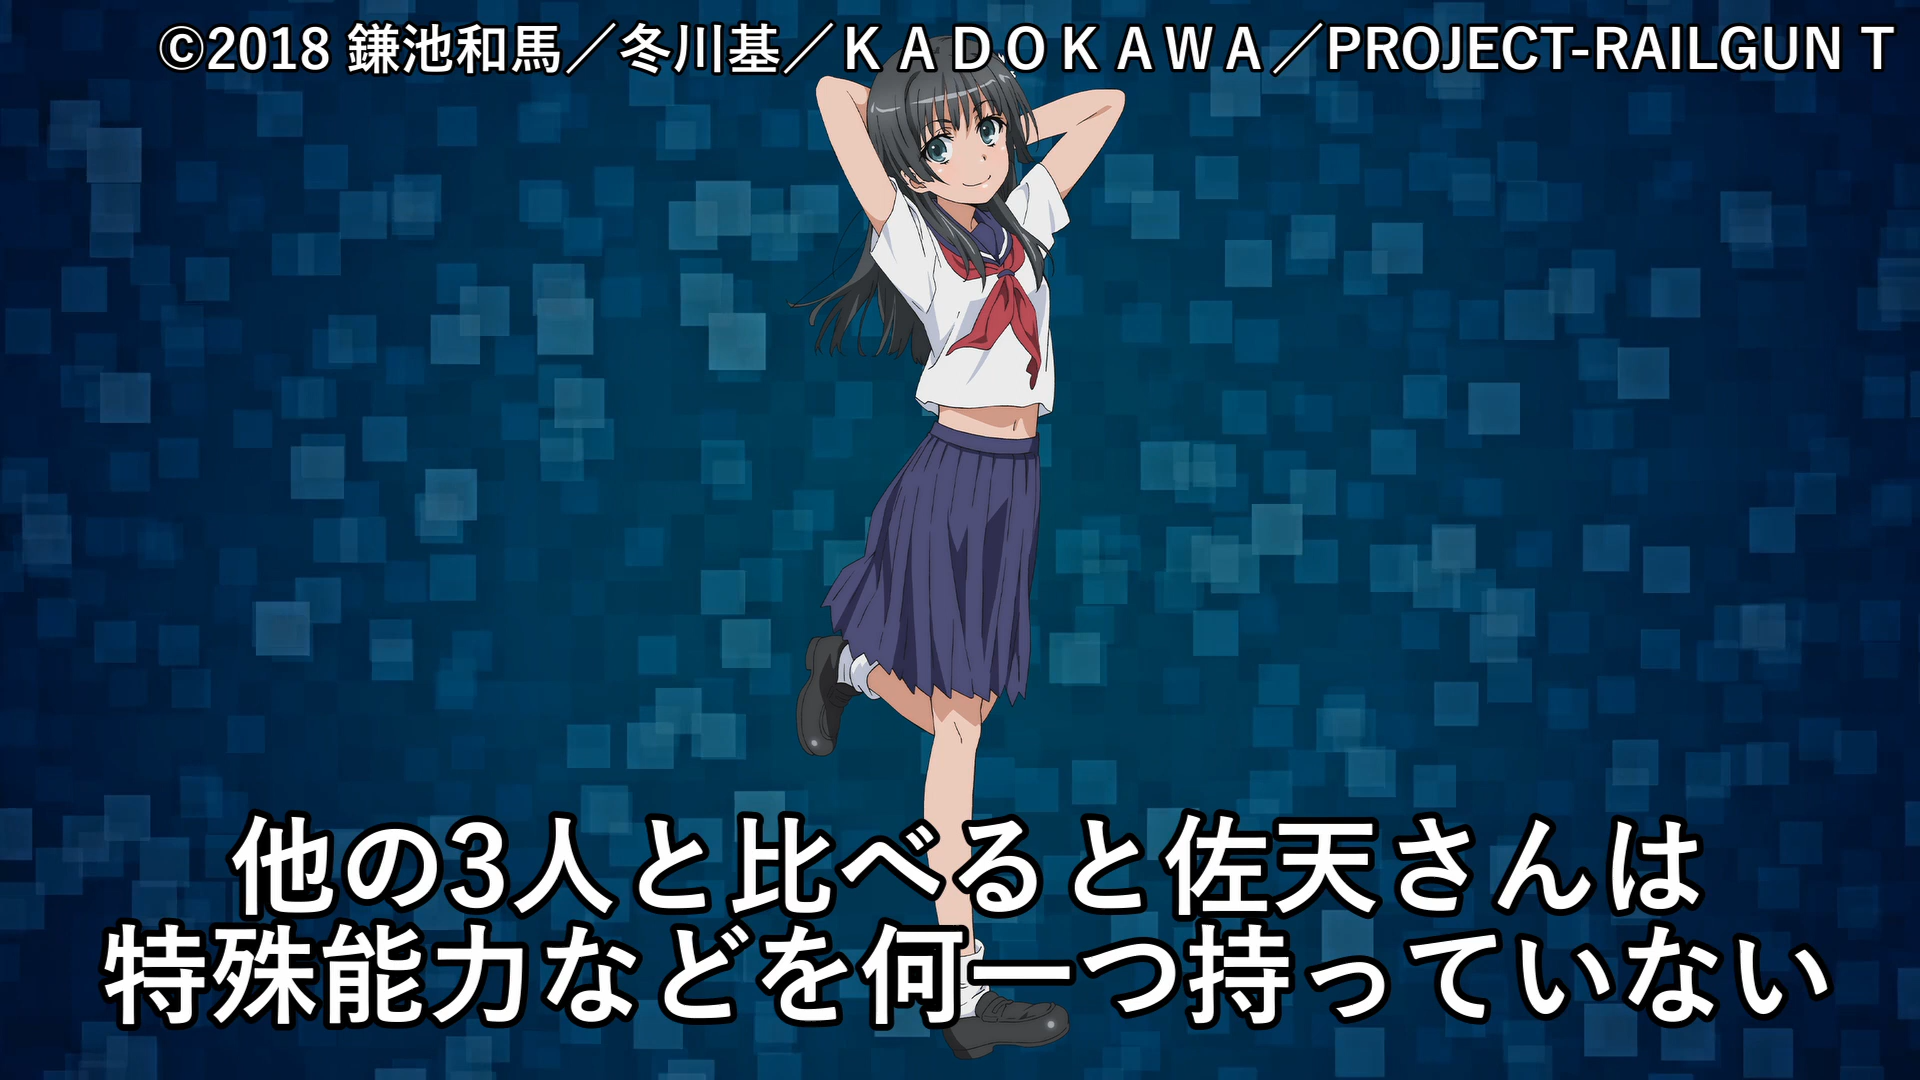 ©2018 鎌池和馬／冬川基／ＫＡＤＯＫＡＷＡ／PROJECT-RAILGUN T
他の3人と比べると佐天さんは
特殊能力などを何一つ持っていない